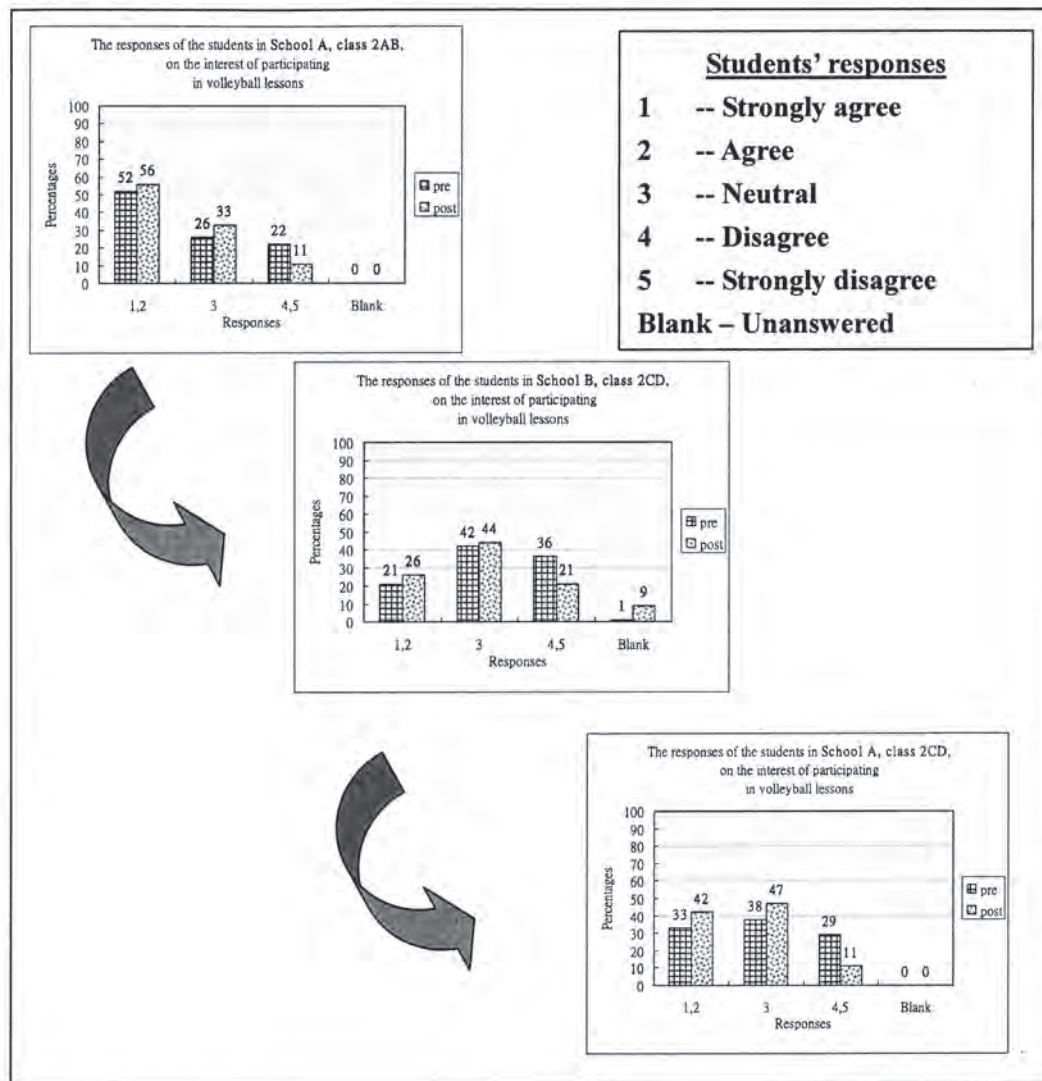 The responses of the students in School A, class 2AB,
on the interest of participating
in volleyball lessons
100
90
80
70
60
50
40
30
20
10
0
Percentages
52 56
26 33
22 11
0 0
1,2 3 4,5 Blank
Responses
pre
post
Students' responses
1 -- Strongly agree
2 -- Agree
3 -- Neutral
4 -- Disagree
5 -- Strongly disagree
Blank – Unanswered
The responses of the students in School B, class 2CD,
on the interest of participating
in volleyball lessons
100
90
80
70
60
50
40
30
20
10
0
Percentages
21 26
42 44
36 21
1 9
1,2 3 4,5 Blank
Responses
pre
post
The responses of the students in School A, class 2CD,
on the interest of participating
in volleyball lessons
100
90
80
70
60
50
40
30
20
10
0
Percentages
33 42
38 47
29 11
0 0
1,2 3 4,5 Blank
Responses
pre
post